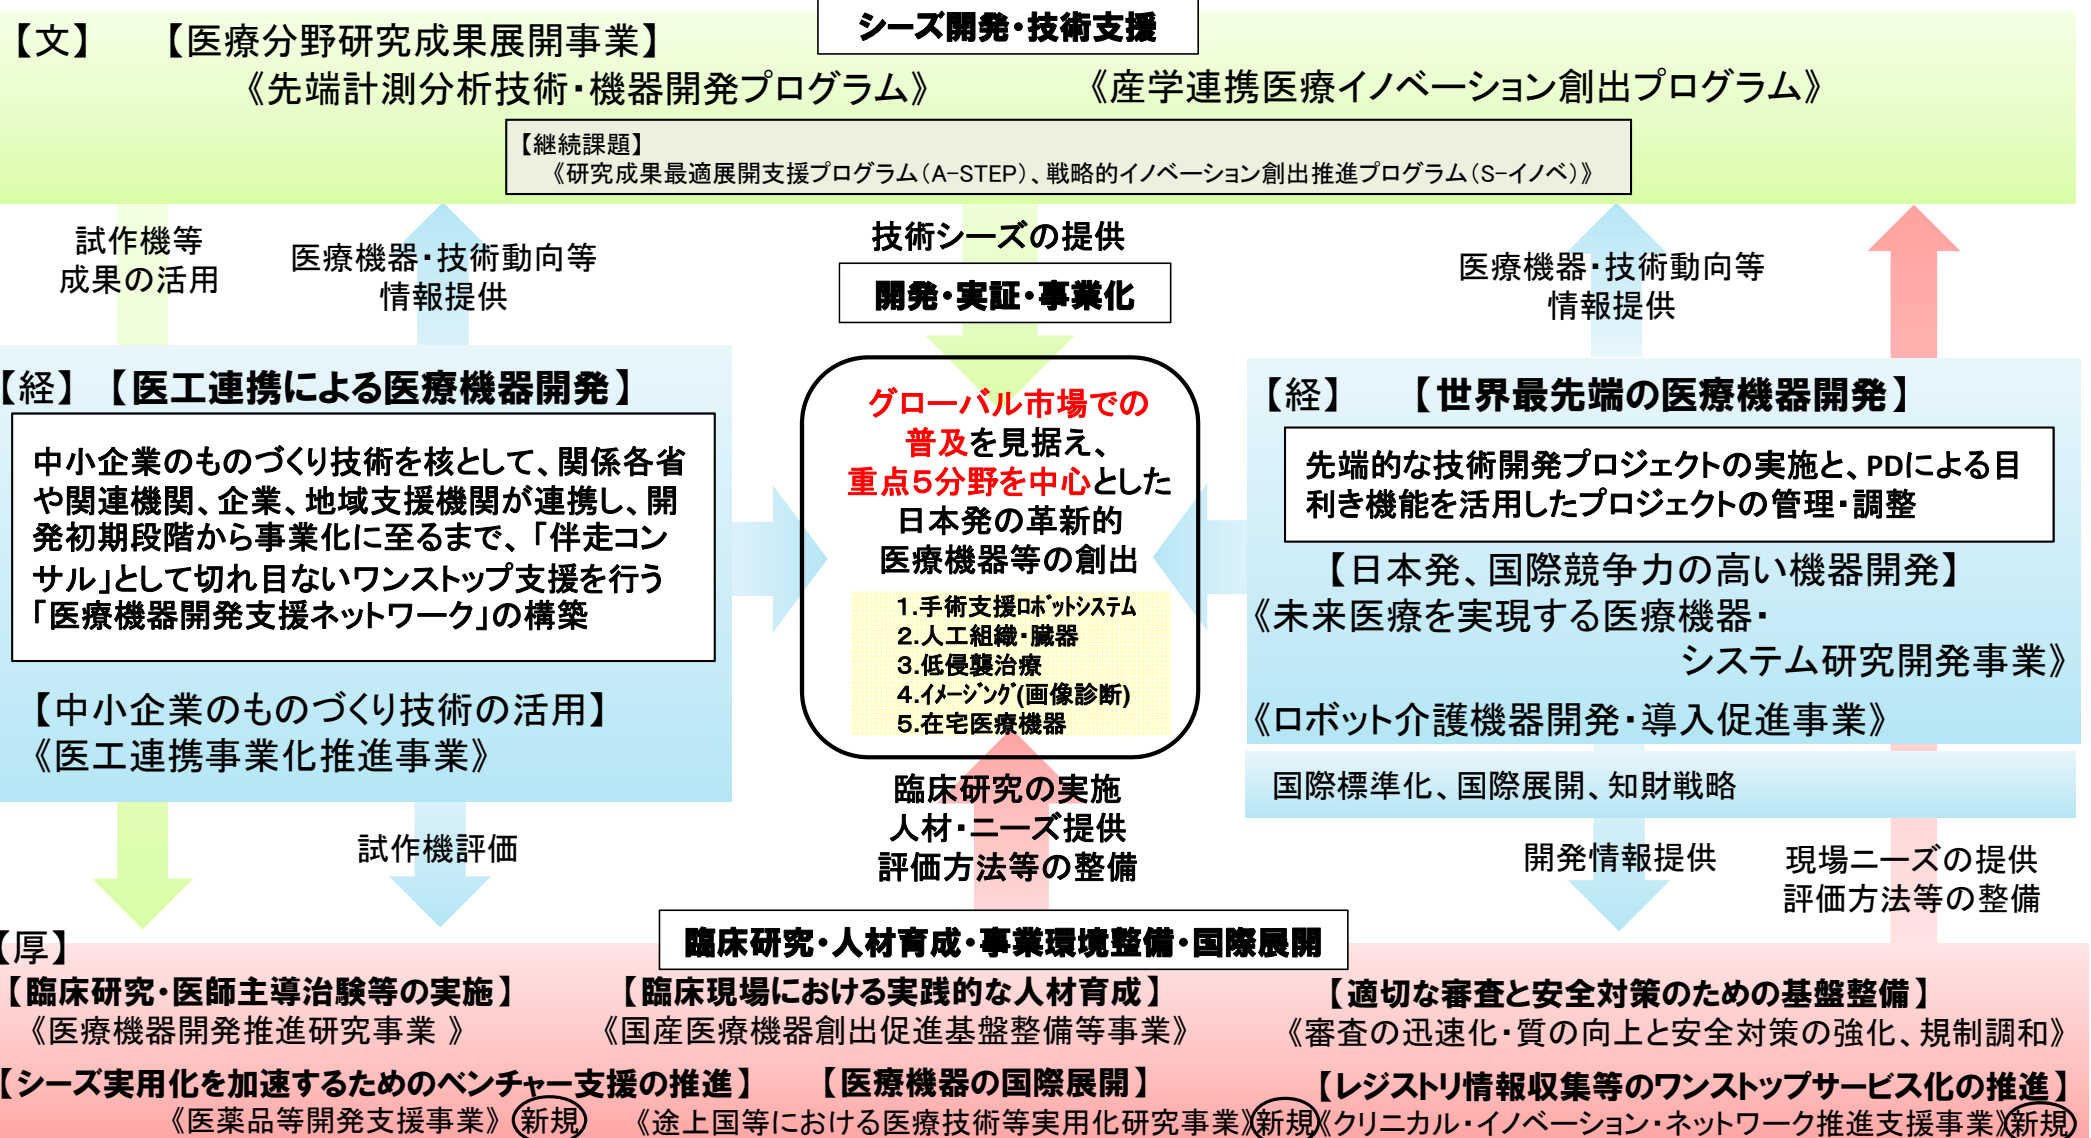 シーズ開発・技術支援
【文】 【医療分野研究成果展開事業】
《先端計測分析技術・機器開発プログラム》 《産学連携医療イノベーション創出プログラム》
【継続課題】
《研究成果最適展開支援プログラム(A-STEP)、戦略的イノベーション創出推進プログラム(S-イノベ)》
試作機等
成果の活用
医療機器・技術動向等
情報提供
技術シーズの提供
開発・実証・事業化
医療機器・技術動向等
情報提供
【経】 【医工連携による医療機器開発】
中小企業のものづくり技術を核として、関係各省
や関連機関、企業、地域支援機関が連携し、開
発初期段階から事業化に至るまで、「伴走コン
サル」として切れ目ないワンストップ支援を行う
「医療機器開発支援ネットワーク」の構築
【中小企業のものづくり技術の活用】
《医工連携事業化推進事業》
グローバル市場での
普及を見据え、
重点5分野を中心とした
日本発の革新的
医療機器等の創出
1.手術支援ロボットシステム
2.人工組織・臓器
3.低侵襲治療
4.イメージング(画像診断)
5.在宅医療機器
【経】 【世界最先端の医療機器開発】
先端的な技術開発プロジェクトの実施と、PDによる目
利き機能を活用したプロジェクトの管理・調整
【日本発、国際競争力の高い機器開発】
《未来医療を実現する医療機器・
システム研究開発事業》
《ロボット介護機器開発・導入促進事業》
国際標準化、国際展開、知財戦略
試作機評価
臨床研究の実施
人材・ニーズ提供
評価方法等の整備
開発情報提供
現場ニーズの提供
評価方法等の整備
【厚】
臨床研究・人材育成・事業環境整備・国際展開
【臨床研究・医師主導治験等の実施】 【臨床現場における実践的な人材育成】 【適切な審査と安全対策のための基盤整備】
《医療機器開発推進研究事業 》 《国産医療機器創出促進基盤整備等事業》 《審査の迅速化・質の向上と安全対策の強化、規制調和》
【シーズ実用化を加速するためのベンチャー支援の推進】 【医療機器の国際展開】 【レジストリ情報収集等のワンストップサービス化の推進】
《医薬品等開発支援事業》 新規 《途上国等における医療技術等実用化研究事業》 新規 《クリニカル・イノベーション・ネットワーク推進支援事業》 新規